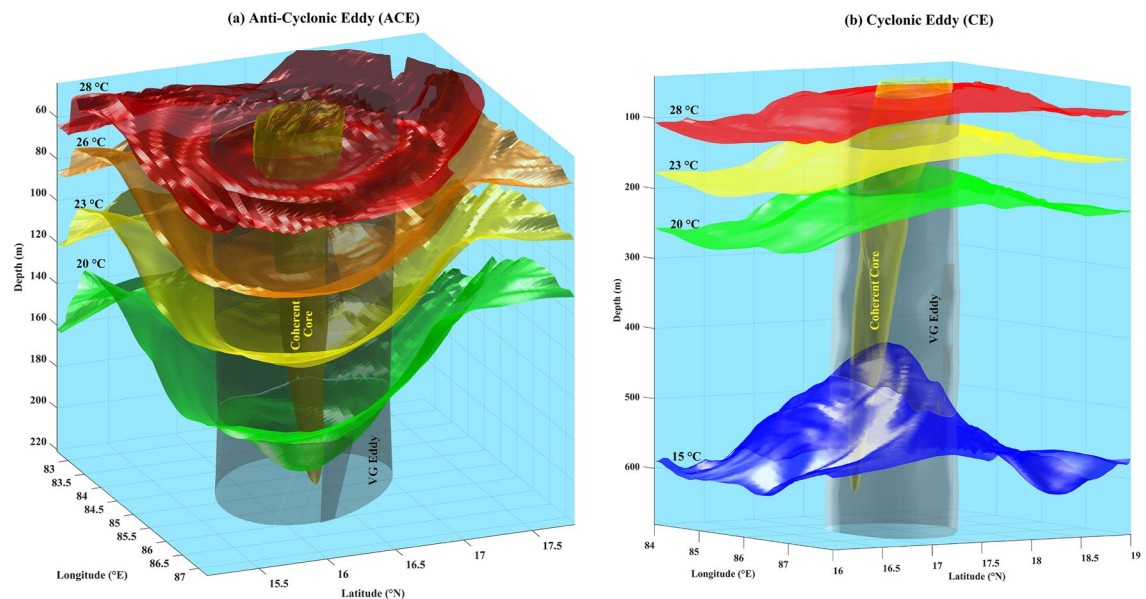 (a) Anti-Cyclonic Eddy (ACE)
28 °C
26 °C
23 °C
20 °C
60
80
100
120
140
160
180
200
220
Depth (m)
Coherent
Core
VG Eddy
83
83.5
84
84.5
85
85.5
86
86.5
87
Longitude (°E)
15.5
16
16.5
17
17.5
Latitude (°N)
(b) Cyclonic Eddy (CE)
28 °C
23 °C
20 °C
15 °C
100
200
300
400
500
600
Depth (m)
Coherent Core
VG Eddy
84
85
86
87
Longitude (°E)
16
16.5
17
17.5
18
18.5
19
Latitude (°N)